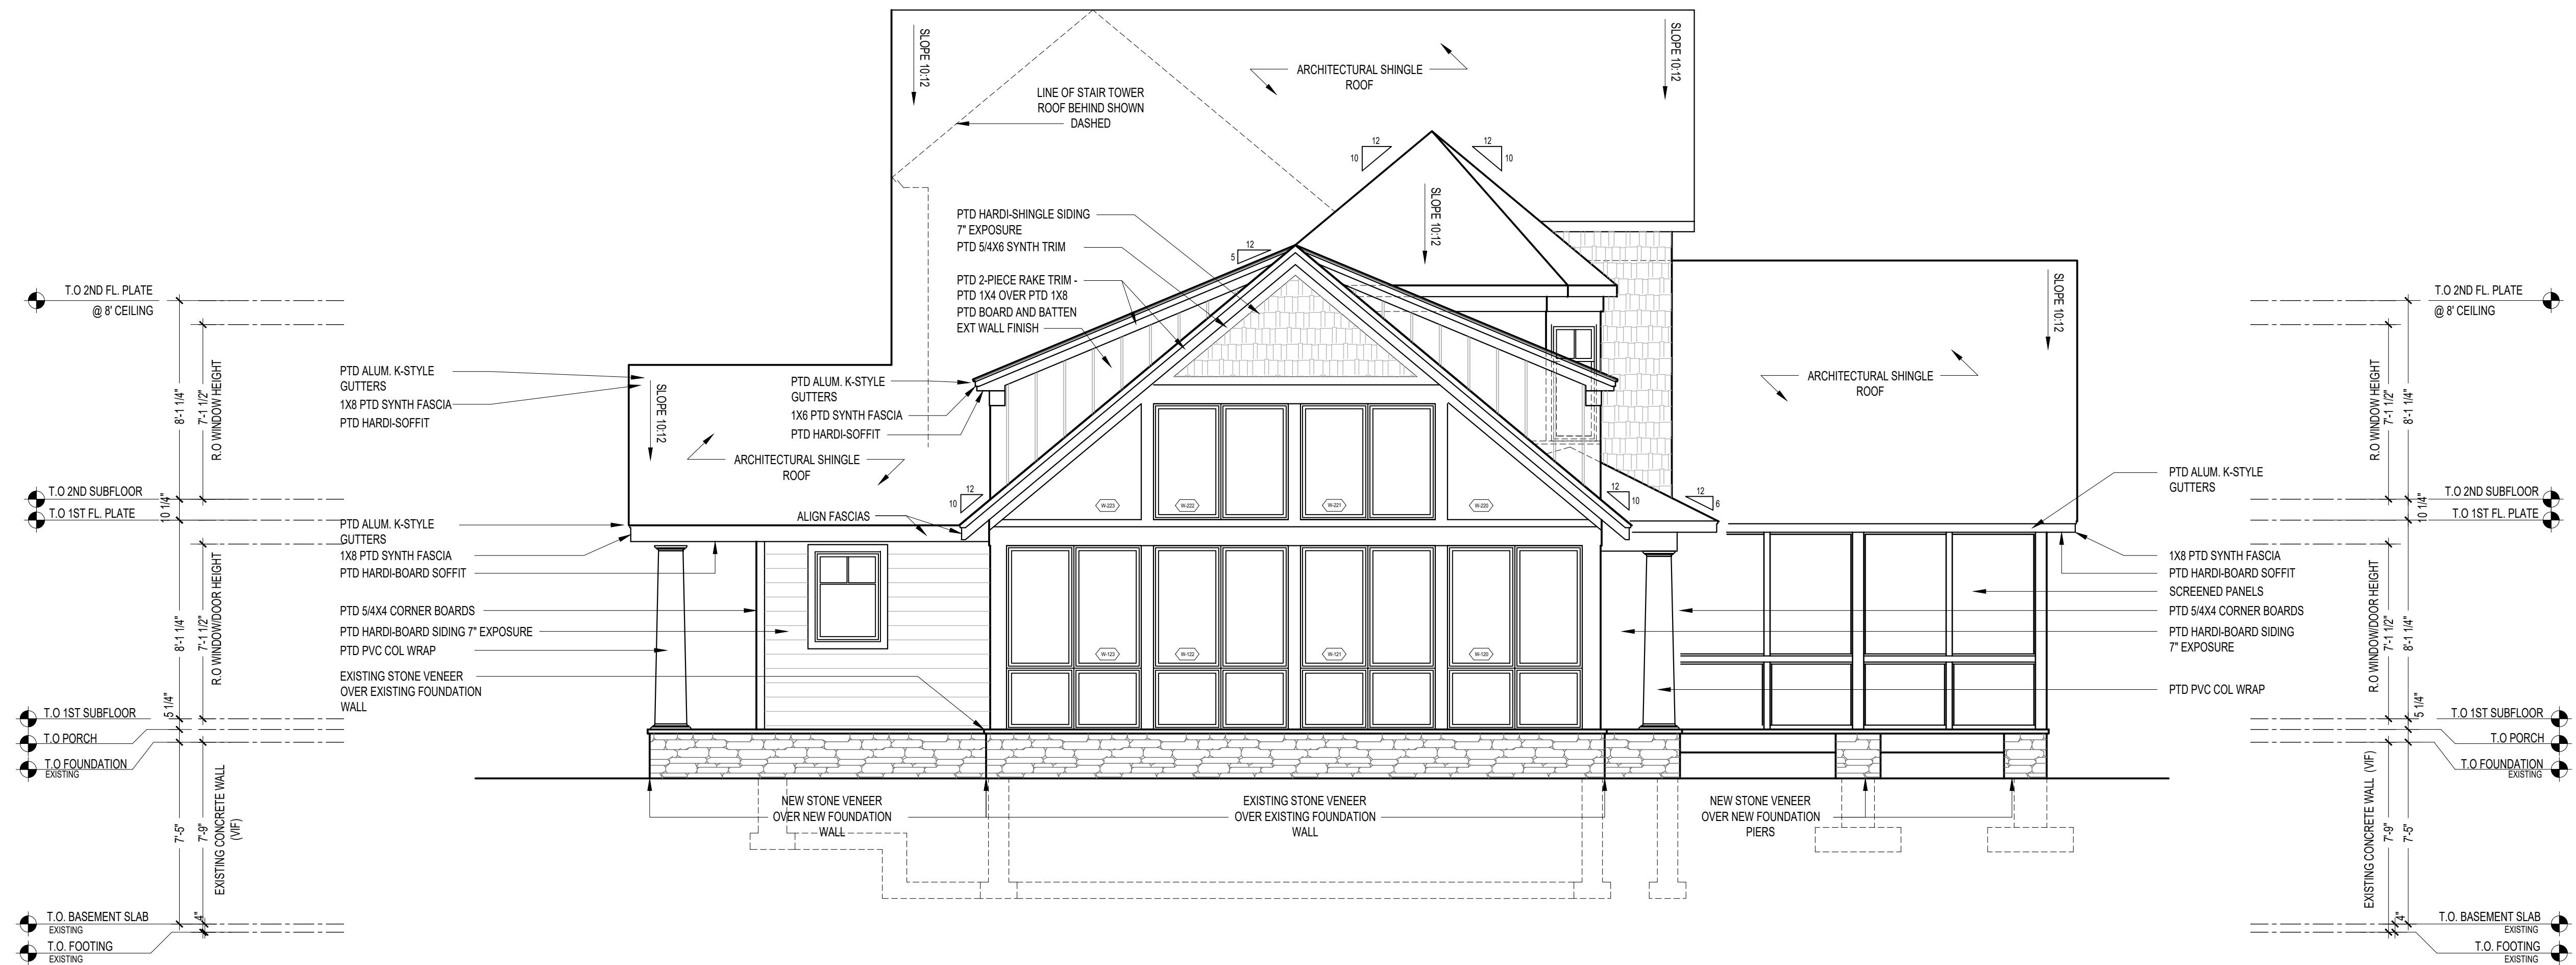 SLOPE 10:12
SLOPE 10:12
ARCHITECTURAL SHINGLE
ROOF
LINE OF STAIR TOWER
ROOF BEHIND SHOWN
DASHED
12
10
12
10
SLOPE 10:12
PTD HARDI-SHINGLE SIDING
7" EXPOSURE
PTD 5/4X6 SYNTH TRIM
12
5
PTD 2-PIECE RAKE TRIM -
PTD 1X4 OVER PTD 1X8
PTD BOARD AND BATTEN
EXT WALL FINISH
T.O 2ND FL. PLATE
@ 8' CEILING
8'-1 1/4"
7'-1 1/2"
R.O WINDOW HEIGHT
PTD ALUM. K-STYLE
GUTTERS
1X8 PTD SYNTH FASCIA
PTD HARDI-SOFFIT
SLOPE 10:12
PTD ALUM. K-STYLE
GUTTERS
1X6 PTD SYNTH FASCIA
PTD HARDI-SOFFIT
ARCHITECTURAL SHINGLE
ROOF
SLOPE 10:12
ARCHITECTURAL SHINGLE
ROOF
T.O 2ND FL. PLATE
@ 8' CEILING
R.O WINDOW HEIGHT
7'-1 1/2"
8'-1 1/4"
PTD ALUM. K-STYLE
GUTTERS
T.O 2ND SUBFLOOR
T.O 1ST FL. PLATE
10 1/4"
12
10
ALIGN FASCIAS
W-223
W-222
W-221
W-220
12
10
12
6
10 1/4"
T.O 2ND SUBFLOOR
T.O 1ST FL. PLATE
PTD ALUM. K-STYLE
GUTTERS
1X8 PTD SYNTH FASCIA
PTD HARDI-BOARD SOFFIT
PTD 5/4X4 CORNER BOARDS
PTD HARDI-BOARD SIDING 7" EXPOSURE
PTD PVC COL WRAP
EXISTING STONE VENEER
OVER EXISTING FOUNDATION
WALL
8'-1 1/4"
7'-1 1/2"
R.O WINDOW/DOOR HEIGHT
W-123
W-122
W-121
W-120
1X8 PTD SYNTH FASCIA
PTD HARDI-BOARD SOFFIT
SCREENED PANELS
PTD 5/4X4 CORNER BOARDS
PTD HARDI-BOARD SIDING
7" EXPOSURE
PTD PVC COL WRAP
R.O WINDOW/DOOR HEIGHT
7'-1 1/2"
8'-1 1/4"
5 1/4"
T.O 1ST SUBFLOOR
T.O PORCH
T.O FOUNDATION
EXISTING
5 1/4"
T.O 1ST SUBFLOOR
T.O PORCH
T.O FOUNDATION
EXISTING
7'-5"
7'-9"
EXISTING CONCRETE WALL
(VIF)
NEW STONE VENEER
OVER NEW FOUNDATION
WALL
EXISTING STONE VENEER
OVER EXISTING FOUNDATION
WALL
NEW STONE VENEER
OVER NEW FOUNDATION
PIERS
EXISTING CONCRETE WALL (VIF)
7'-9"
7'-5"
T.O. BASEMENT SLAB
EXISTING
4"
T.O. FOOTING
EXISTING
4"
T.O. BASEMENT SLAB
EXISTING
T.O. FOOTING
EXISTING